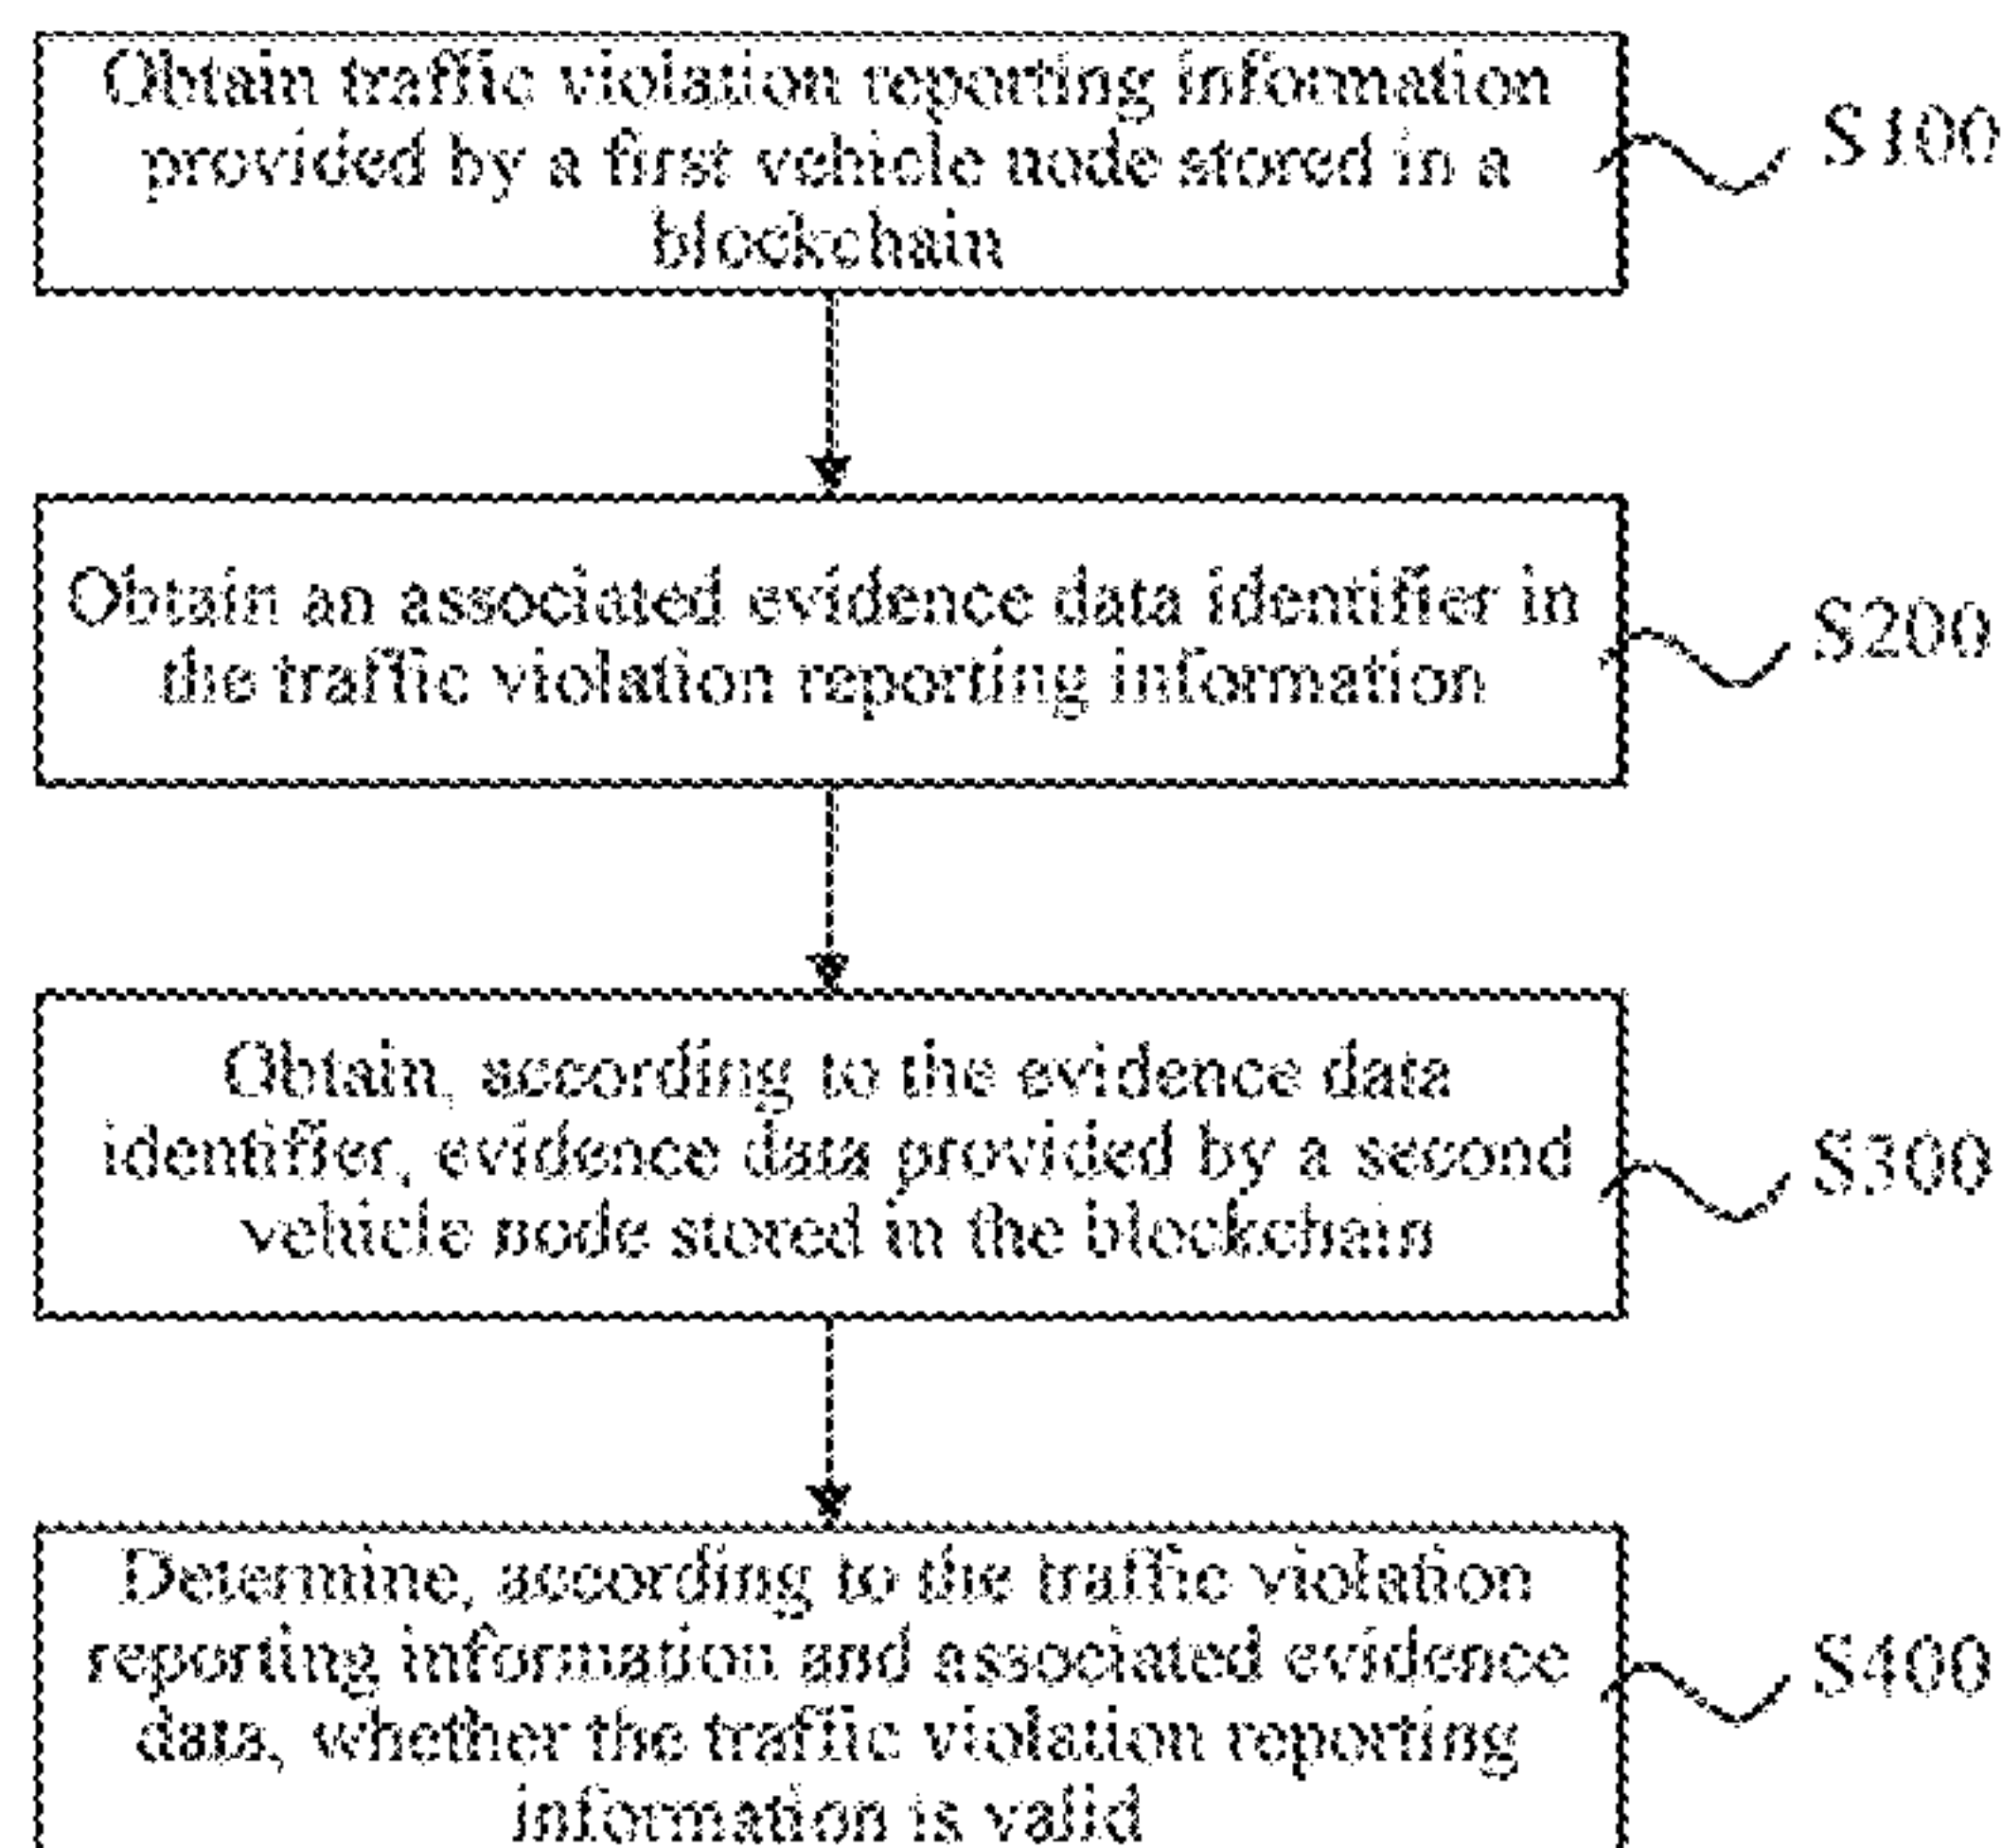 Obtain traffic violation reporting information
provided by a first vehicle node stored in a
blockchain
S100
Obtain an associated evidence data identifier in
the traffic violation reporting information
S200
Obtain, according to the evidence data
identifier, evidence data provided by a second
vehicle node stored in the blockchain
S300
Determine, according to the traffic violation
reporting information and associated evidence
data, whether the traffic violation reporting
information is valid
S400